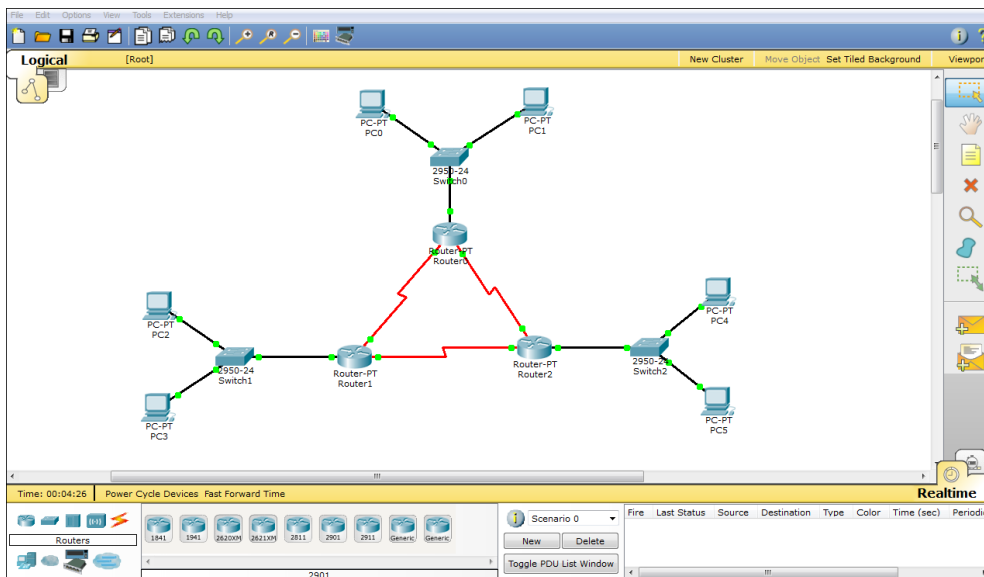 File Edit Options View Tools Extensions Help
Logical [Root] New Cluster Move Object Set Tiled Background Viewpor
PC-PT
PC0
PC-PT
PC1
2950-24
Switch0
Router-PT
Router0
PC-PT
PC2
2950-24
Switch1
PC-PT
PC3
Router-PT
Router1
Router-PT
Router2
2950-24
Switch2
PC-PT
PC4
PC-PT
PC5
Time: 00:04:26 Power Cycle Devices Fast Forward Time Realtime
Routers
1841 1941 2620XM 2621XM 2811 2901 2911 Generic Generic
2901
Scenario 0
New Delete
Toggle PDU List Window
Fire Last Status Source Destination Type Color Time (sec) Periodic